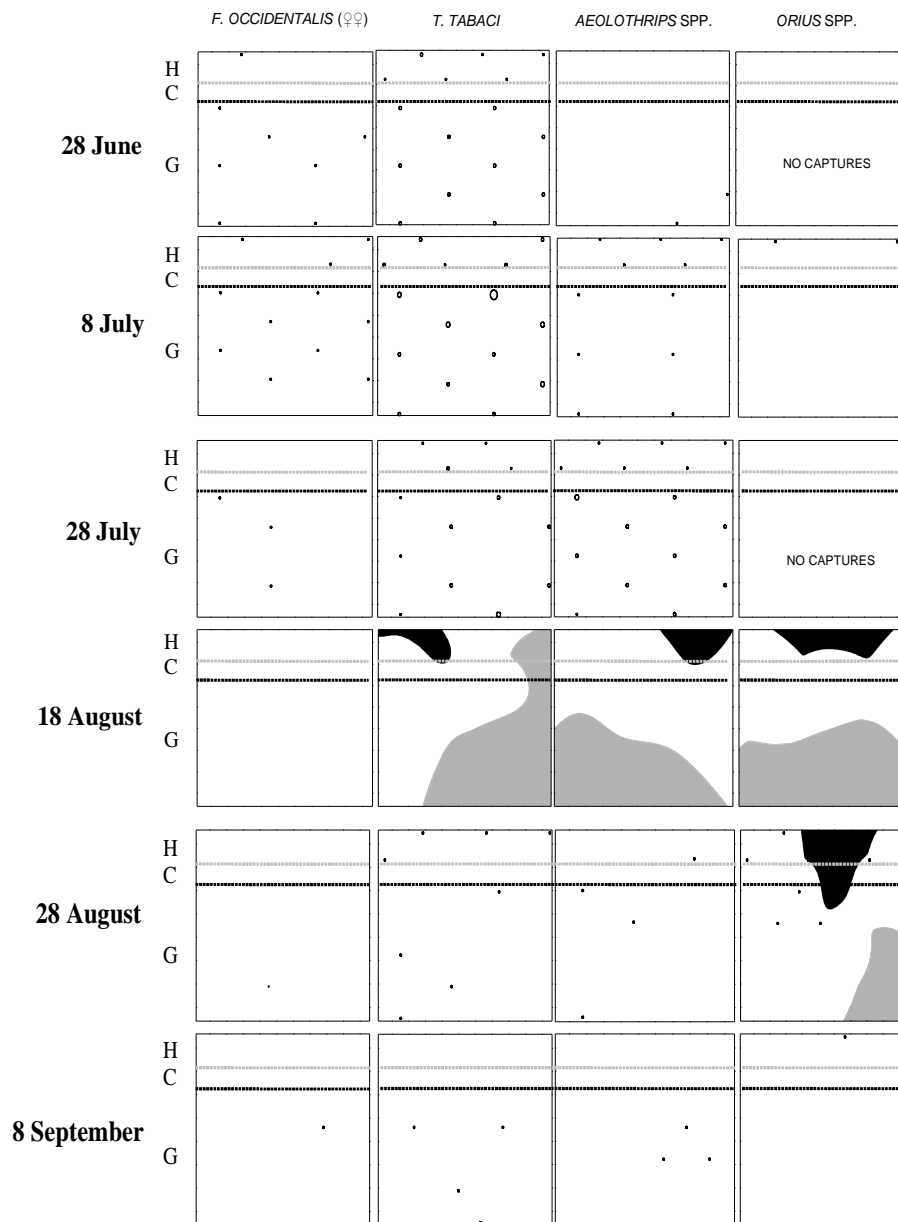 F. OCCIDENTALIS (♀♀) T. TABACI AEOLOTHRIPS SPP. ORIUS SPP.
H
C
28 June
G
NO CAPTURES
H
C
8 July
G
H
C
28 July
G
NO CAPTURES
H
C
18 August
G
H
C
28 August
G
H
C
8 September
G